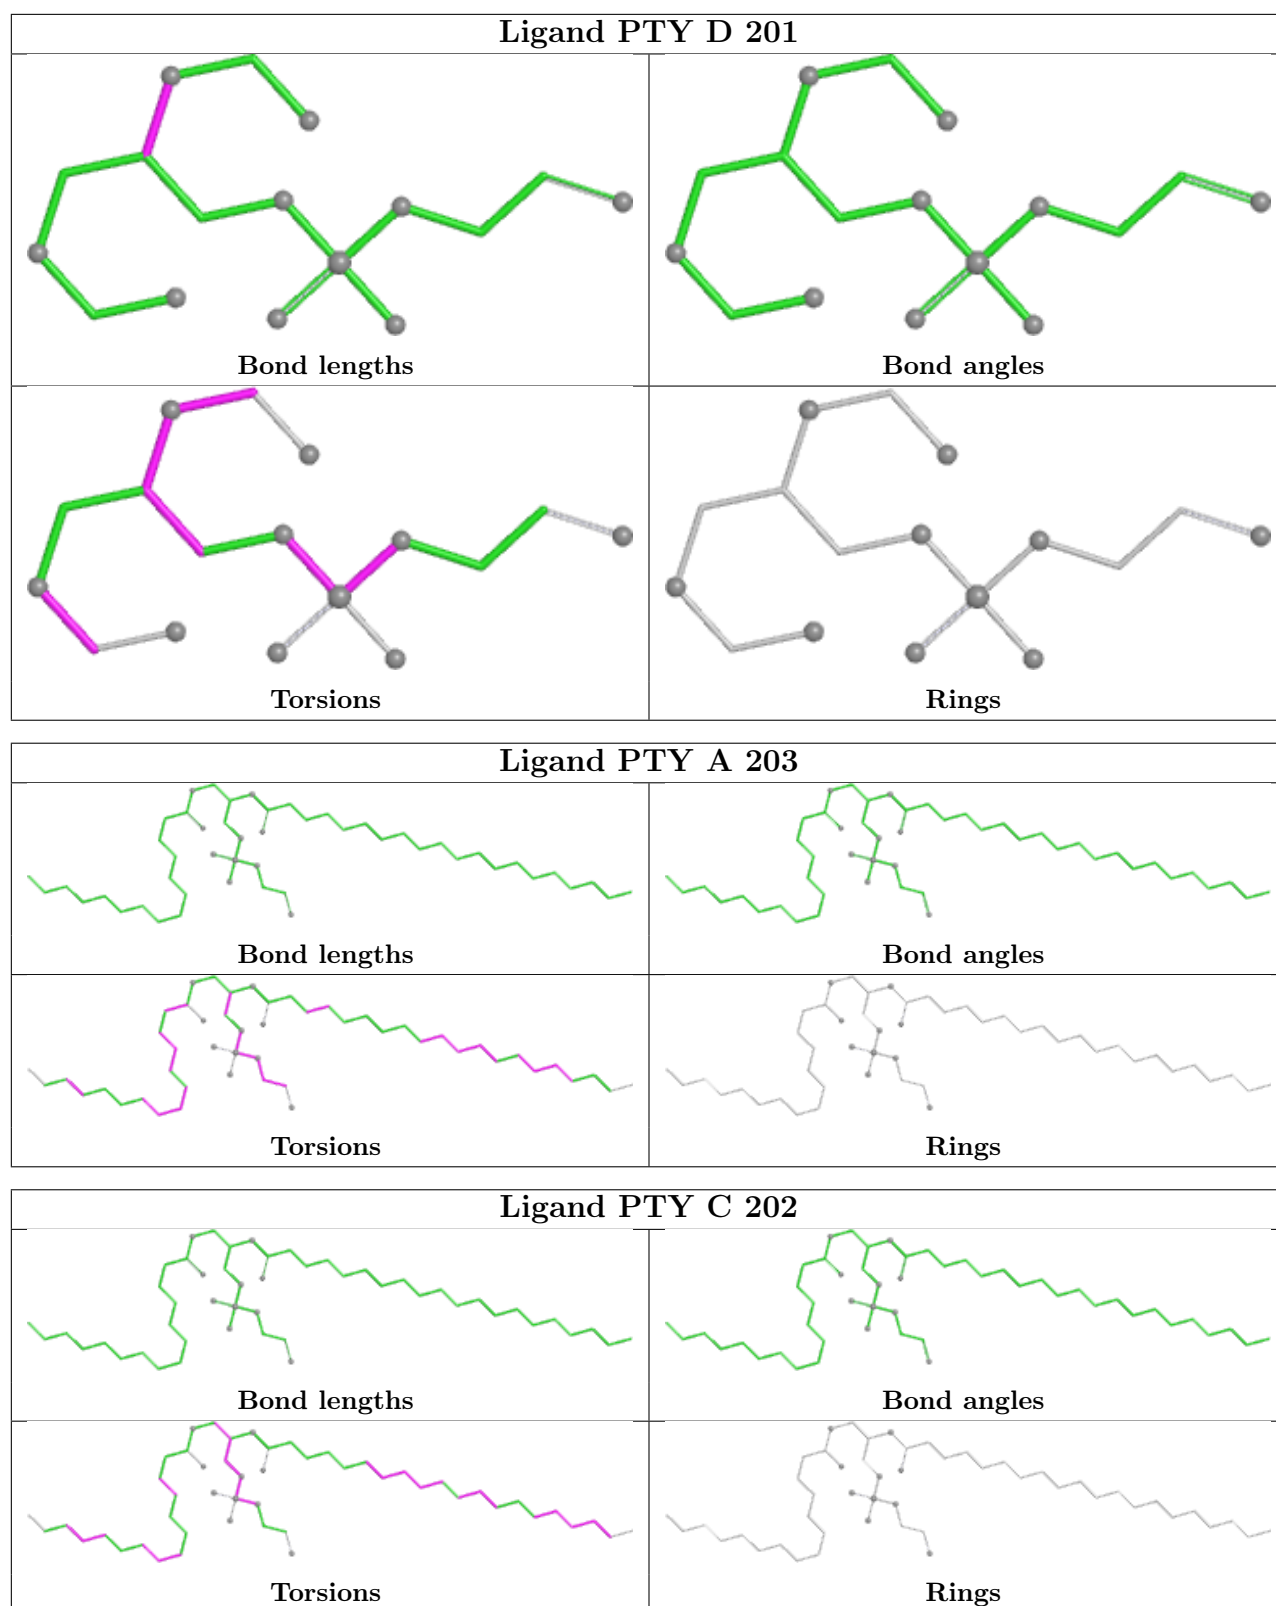 Ligand PTY D 201
Bond lengths
Bond angles
Torsions
Rings
Ligand PTY A 203
Bond lengths
Bond angles
Torsions
Rings
Ligand PTY C 202
Bond lengths
Bond angles
Torsions
Rings